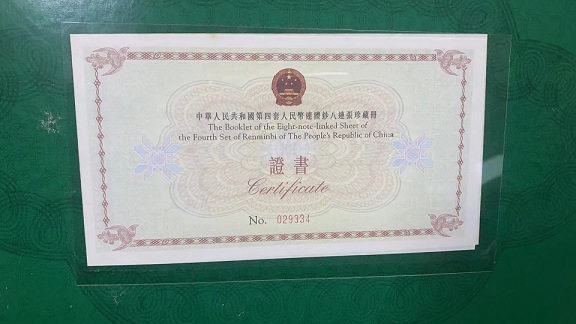 中華人民共和國第四套人民幣連體鈔八連張珍藏冊
The Booklet of the Eight-note-linked Sheet of
the Fourth Set of Renminbi of The People's Republic of China
證書
Certificate
No. 029334